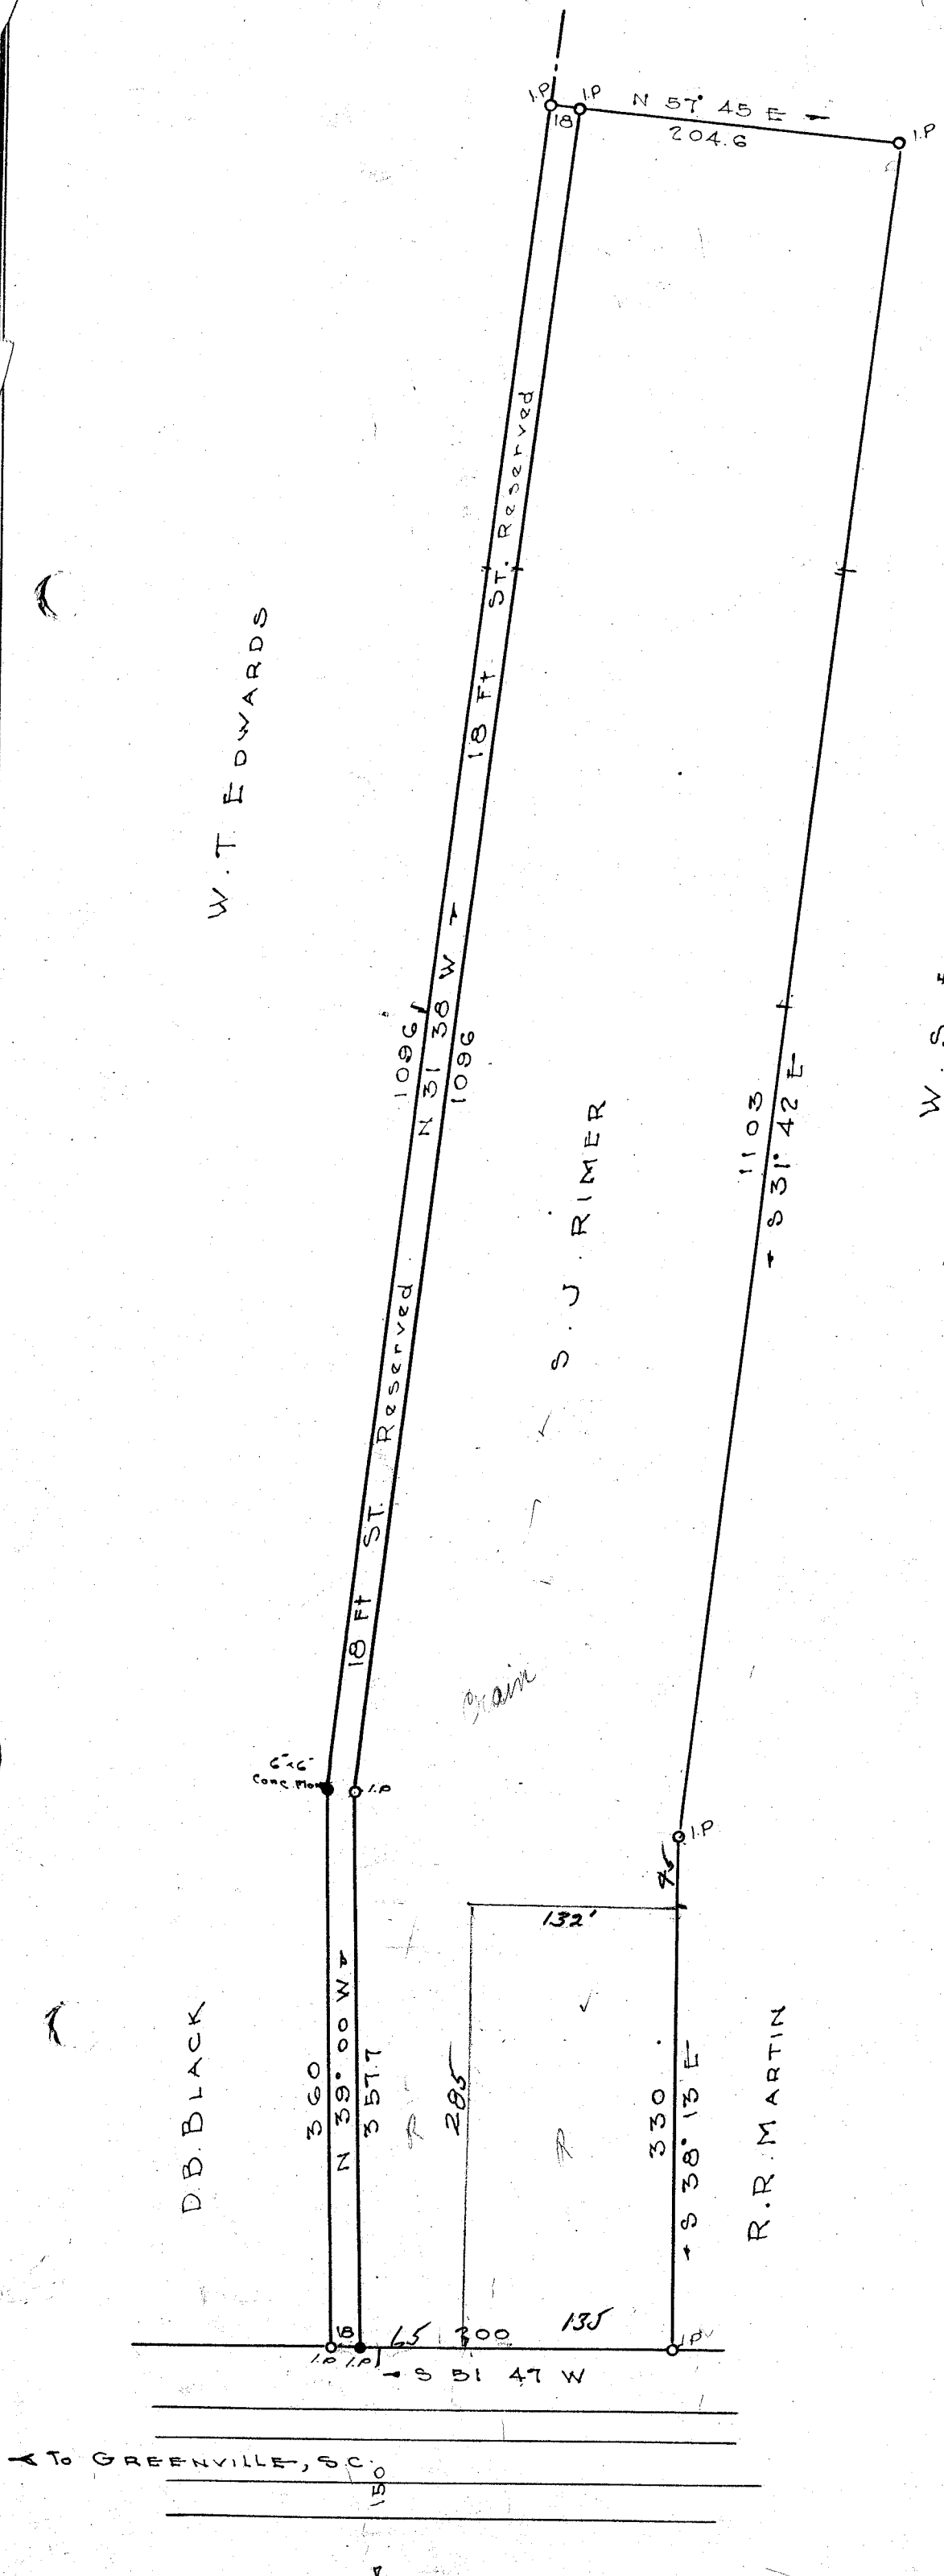 I.P
I.P
N 57° 45 E
I.P
18
204.6
18 Ft ST. Reserved
W. T. EDWARDS
1096
N 31 38 W
1096
W. S.
1103
S 31° 42 E
S. J. RIMER
18 Ft ST. Reserved
Crain
6"x6"
Conc. Mon
I.P
I.P
45
132'
D. B. BLACK
360
N 39° 00 W
357.7
R
285
R
330
S 38° 13 E
R. R. MARTIN
18
65
200
135
I.P
I.P
I.P
S 51 47 W
To GREENVILLE, S.C.
150